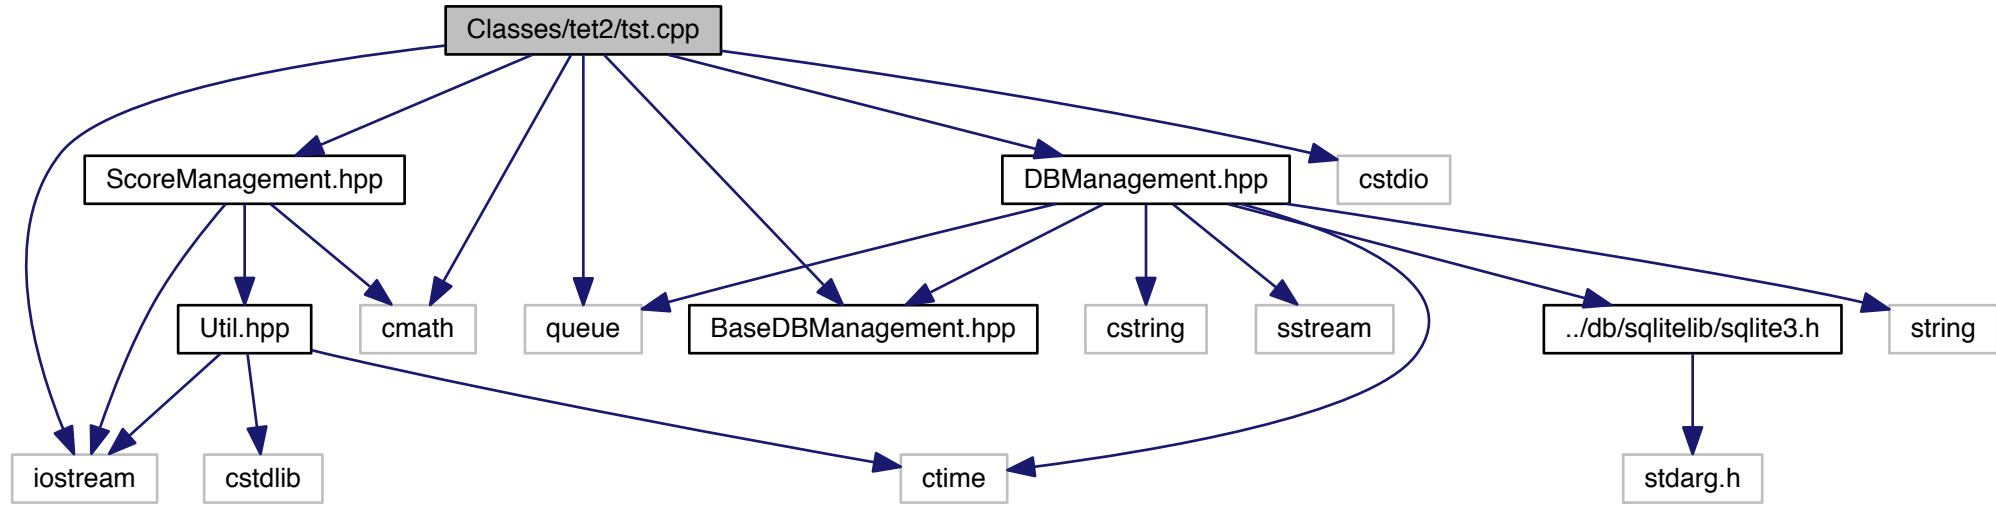 Classes/tet2/tst.cpp
ScoreManagement.hpp
DBManagement.hpp
cstdio
Util.hpp
cmath
queue
BaseDBManagement.hpp
cstring
sstream
../db/sqlitelib/sqlite3.h
string
iostream
cstdlib
ctime
stdarg.h